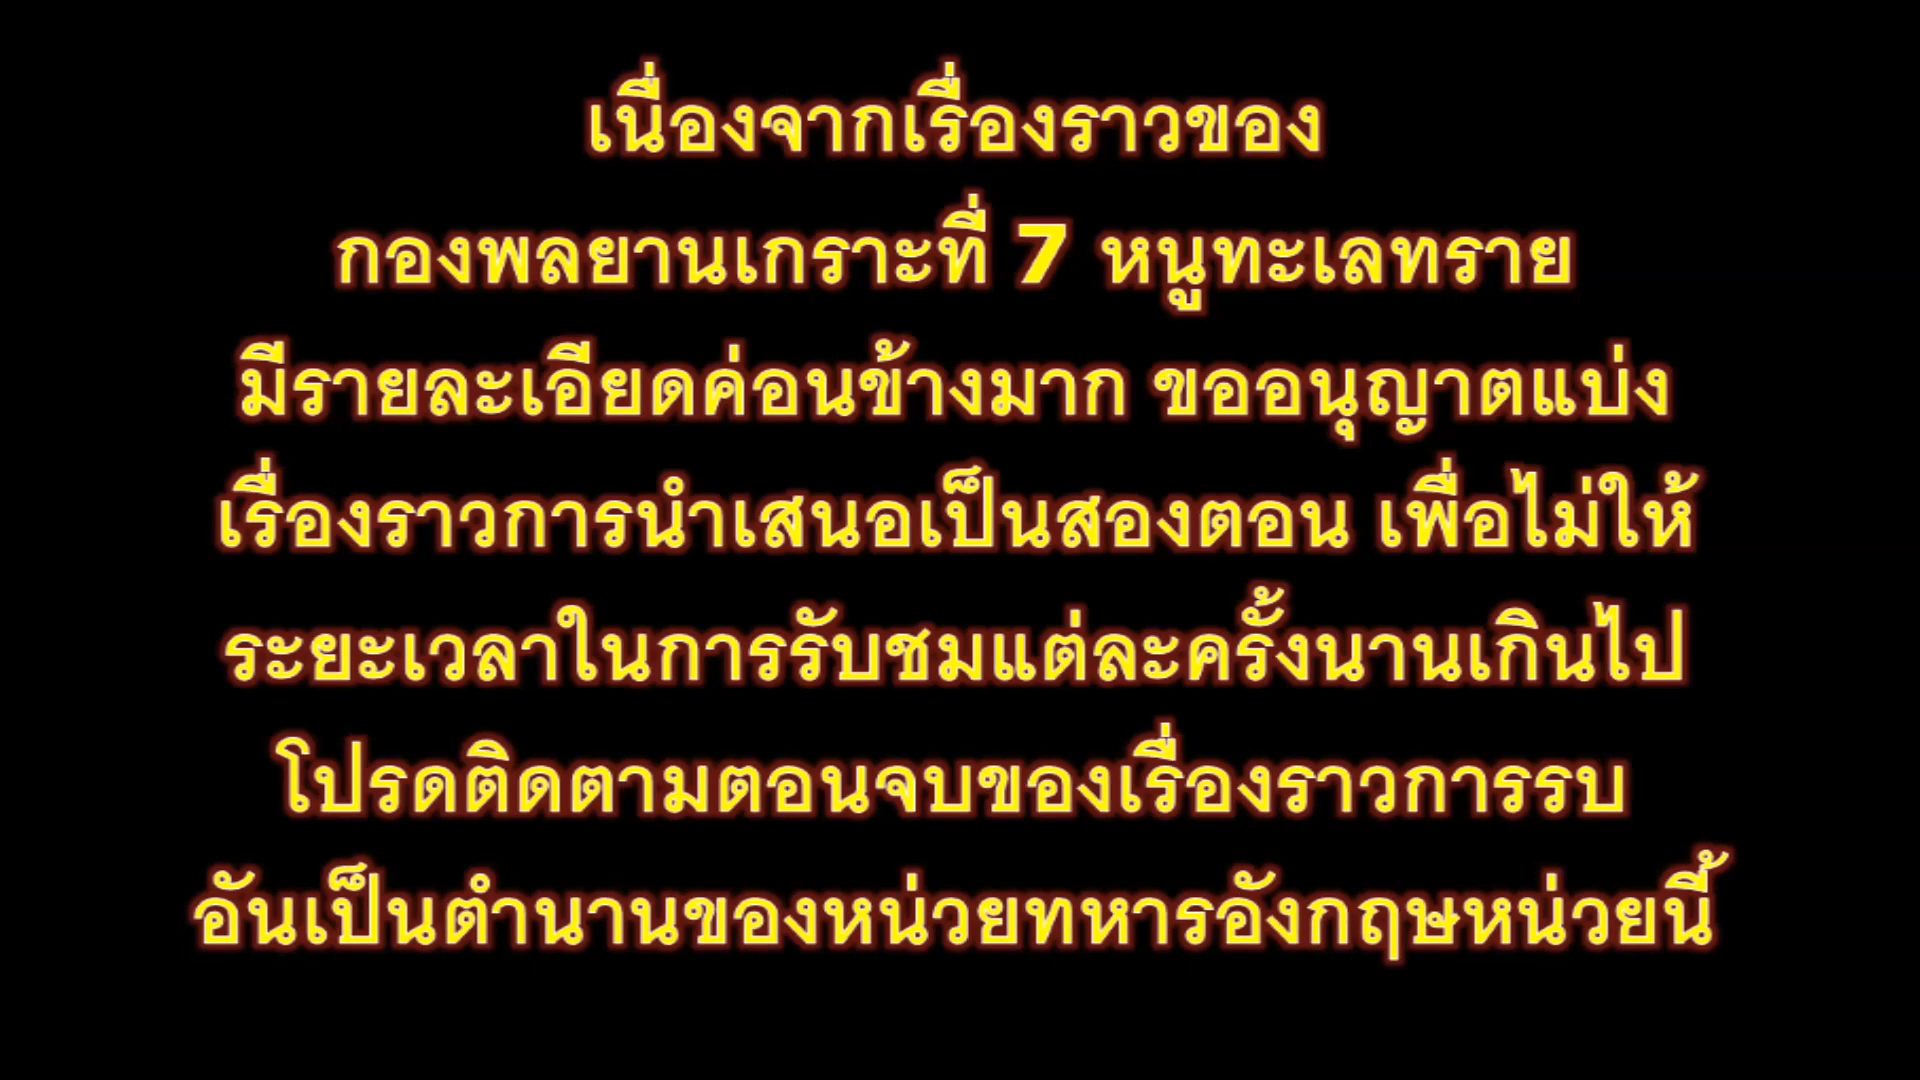 เนื่องจากเรื่องราวของ
กองพลยานเกราะที่ 7 หนูทะเลทราย
มีรายละเอียดค่อนข้างมาก ขออนุญาตแบ่ง
เรื่องราวการนำเสนอเป็นสองตอน เพื่อไม่ให้
ระยะเวลาในการรับชมแต่ละครั้งนานเกินไป
โปรดติดตามตอนจบของเรื่องราวการรบ
อันเป็นตำนานของหน่วยทหารอังกฤษหน่วยนี้